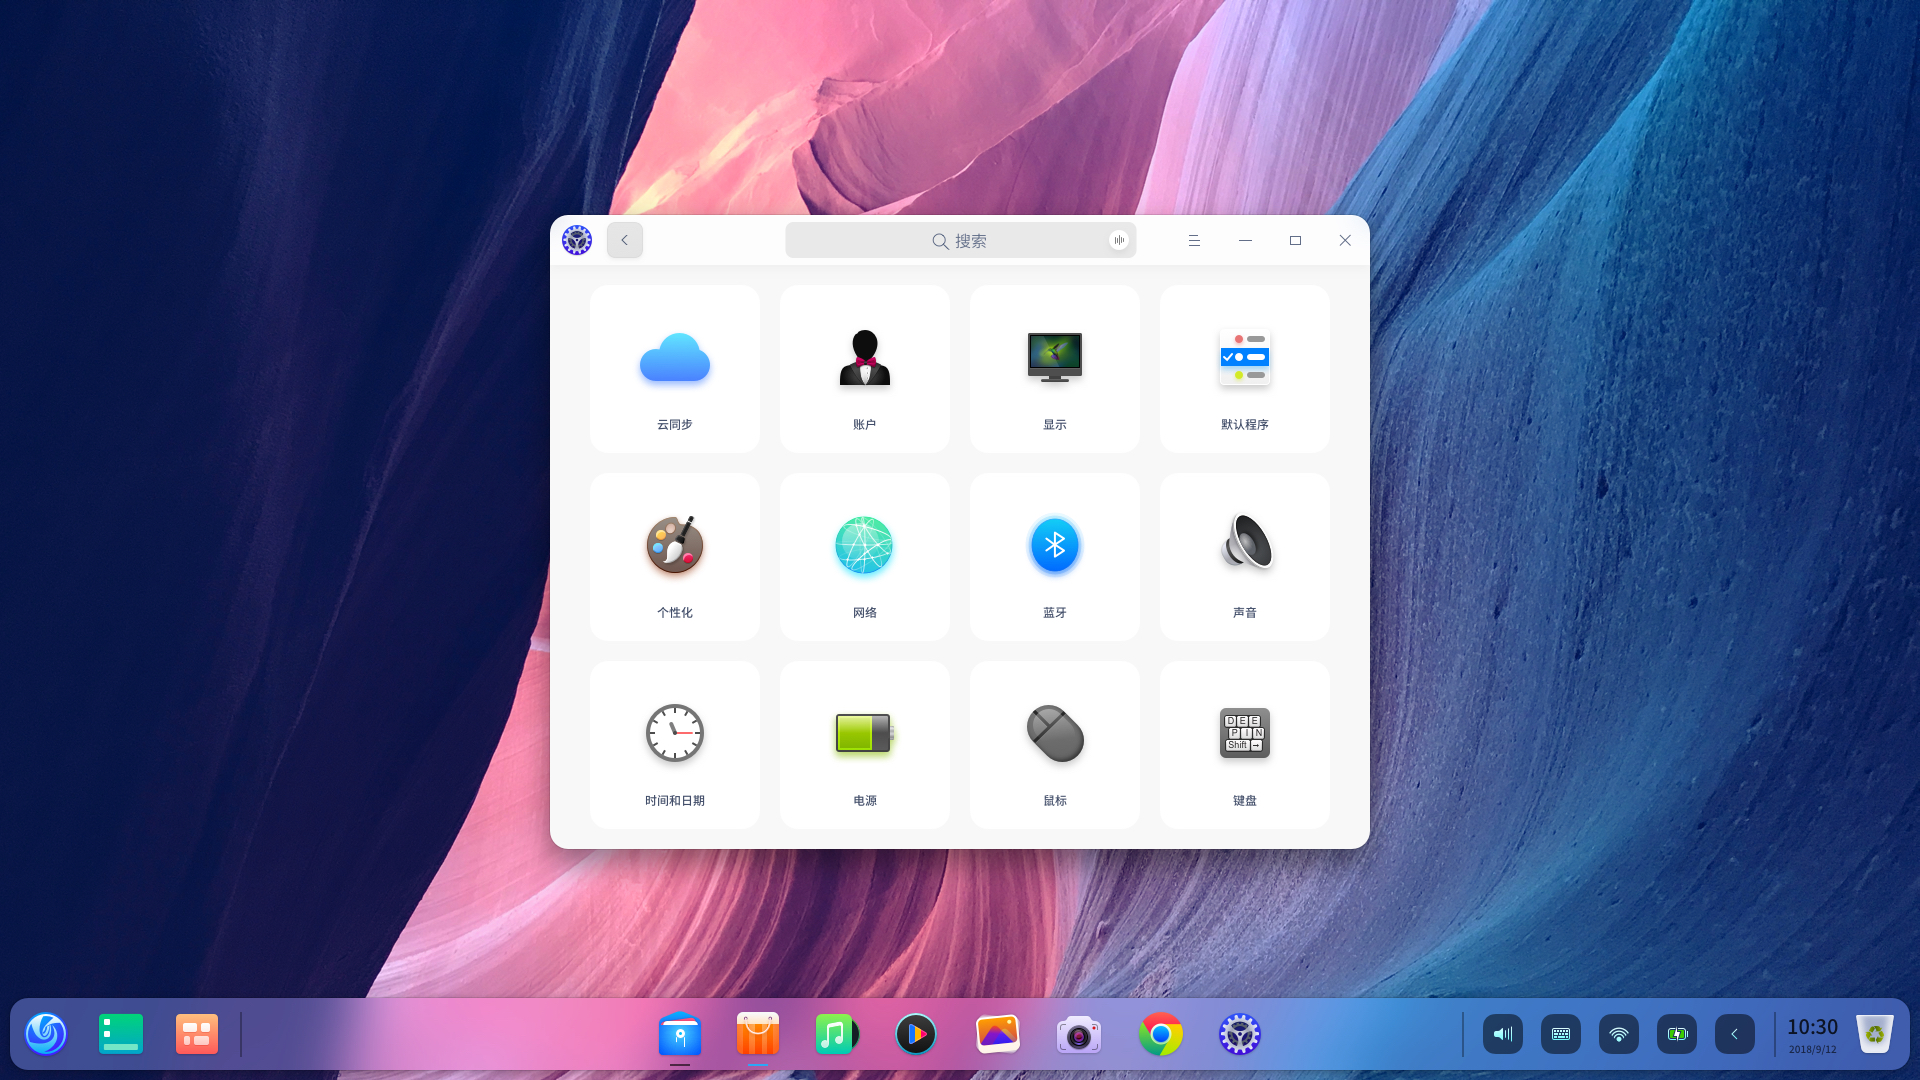 搜索
云同步
账户
显示
默认程序
个性化
网络
蓝牙
声音
时间和日期
电源
鼠标
D E E
P I N
Shift →
键盘
10:30
2018/9/12